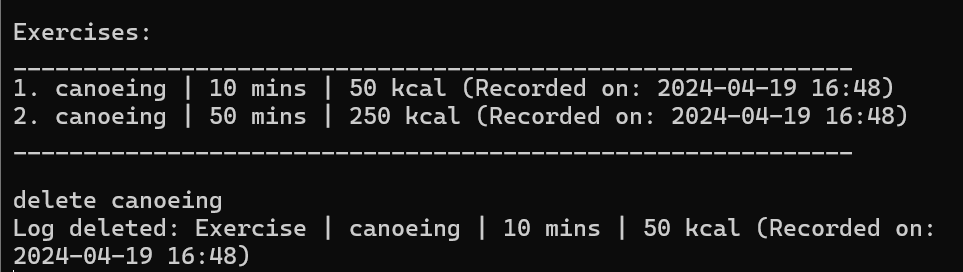 Exercises:
____________________________________________________________
1. canoeing | 10 mins | 50 kcal (Recorded on: 2024-04-19 16:48)
2. canoeing | 50 mins | 250 kcal (Recorded on: 2024-04-19 16:48)
____________________________________________________________
delete canoeing
Log deleted: Exercise | canoeing | 10 mins | 50 kcal (Recorded on:
2024-04-19 16:48)